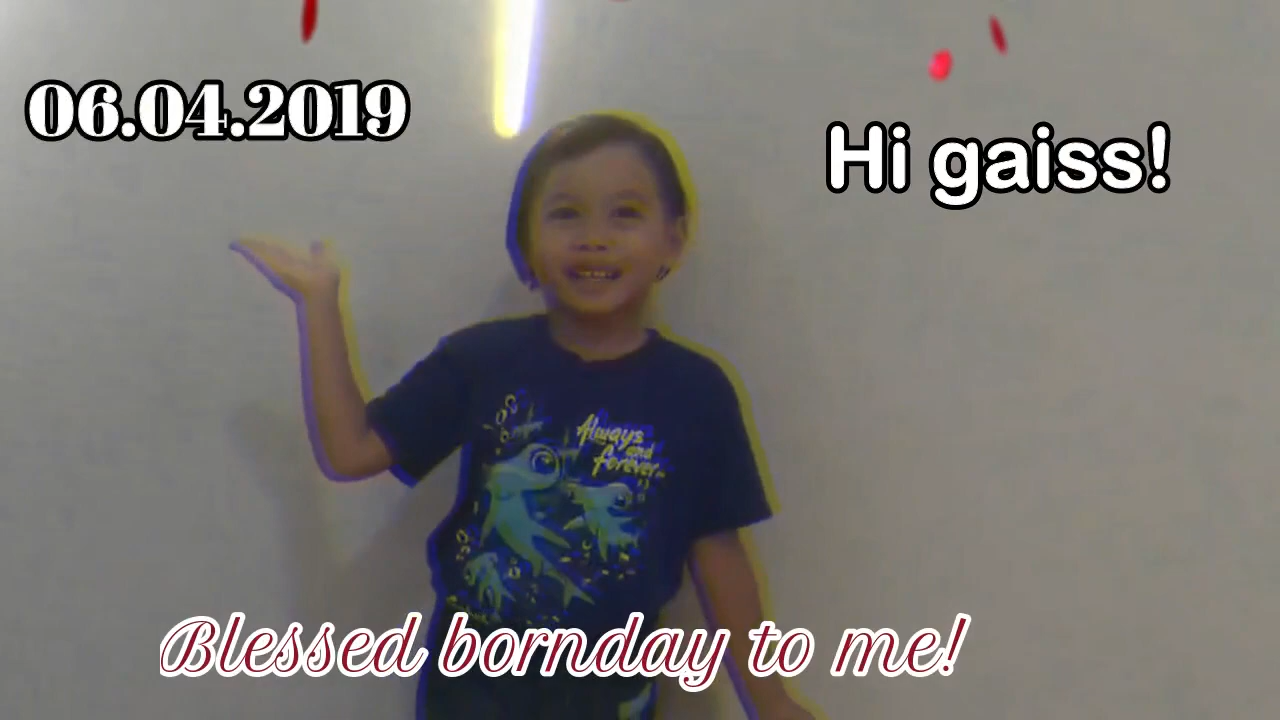 06.04.2019
Hi gaiss!
Always
and
forever
Blessed bornday to me!